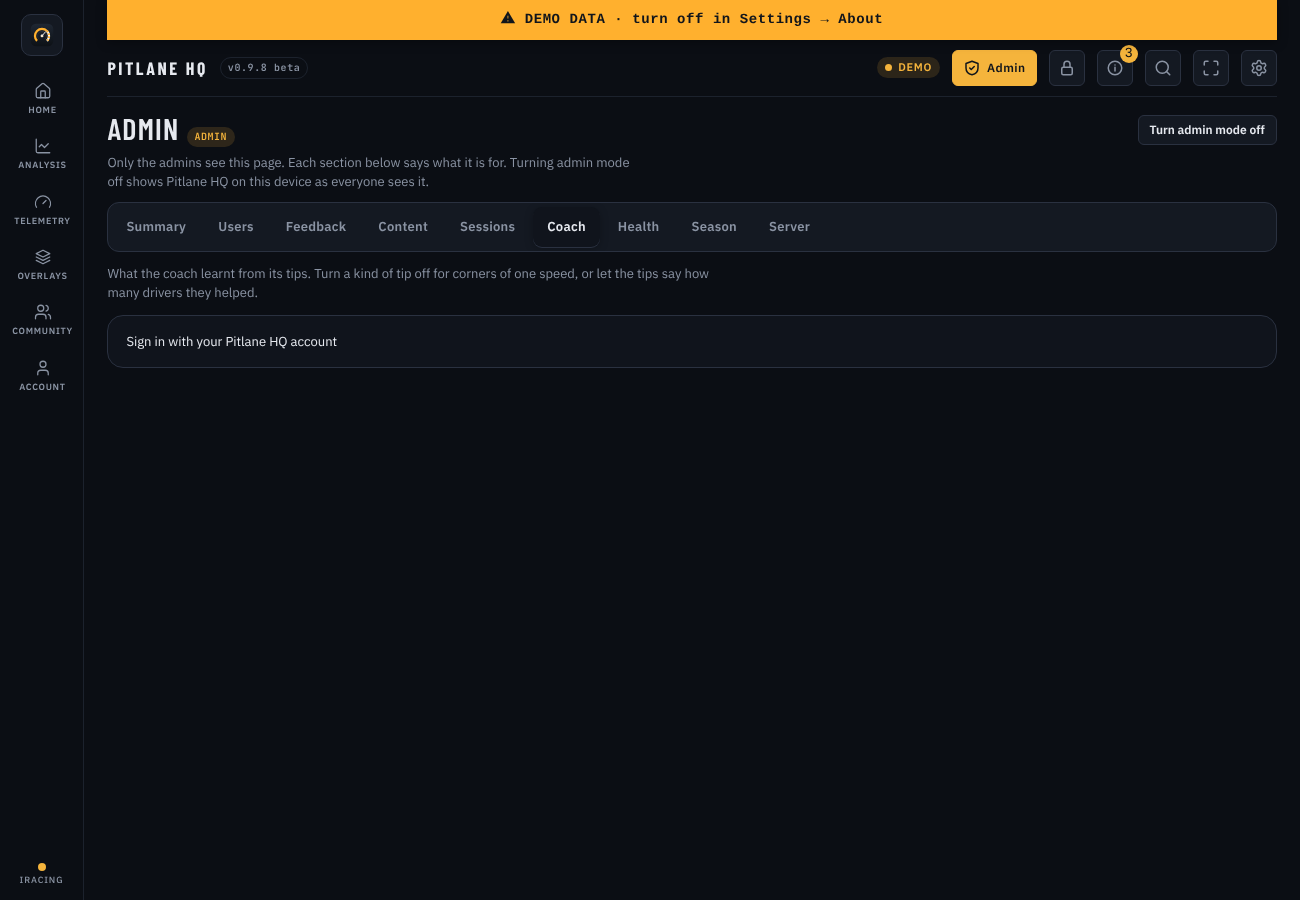 ⚠ DEMO DATA · turn off in Settings → About
PITLANE HQ
v0.9.8 beta
DEMO
Admin
3
HOME
ANALYSIS
TELEMETRY
OVERLAYS
COMMUNITY
ACCOUNT
IRACING
ADMIN
ADMIN
Turn admin mode off
Only the admins see this page. Each section below says what it is for. Turning admin mode
off shows Pitlane HQ on this device as everyone sees it.
Summary
Users
Feedback
Content
Sessions
Coach
Health
Season
Server
What the coach learnt from its tips. Turn a kind of tip off for corners of one speed, or let the tips say how
many drivers they helped.
Sign in with your Pitlane HQ account